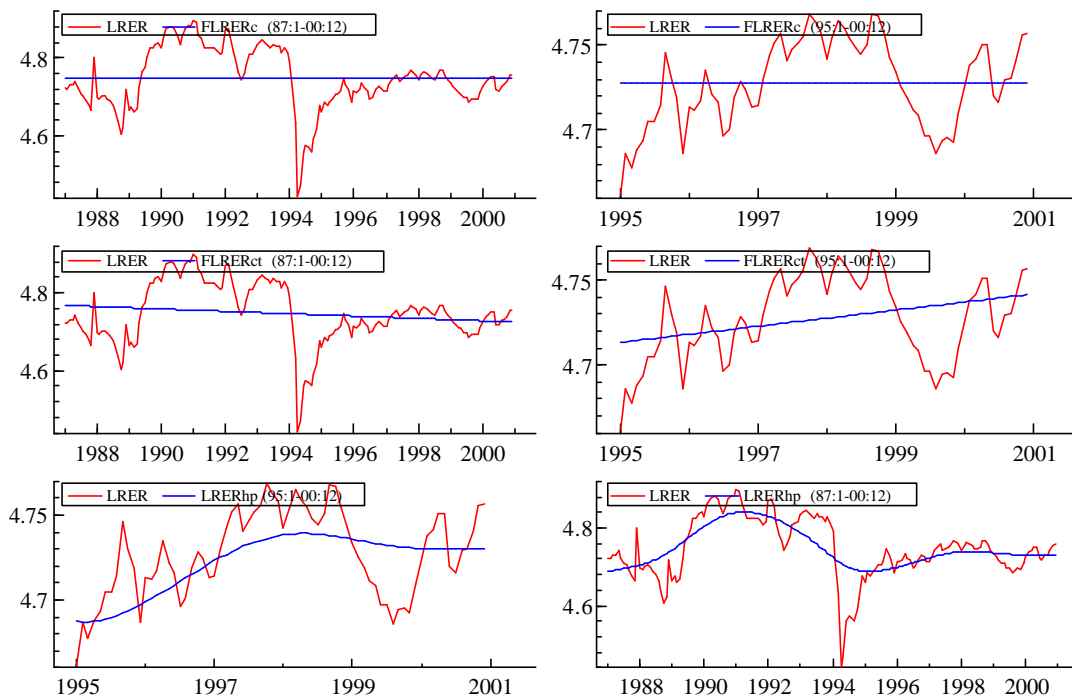 LRER FLRERc (87:1-00:12)
4.8
4.6
1988 1990 1992 1994 1996 1998 2000
LRER FLRERc (95:1-00:12)
4.75
4.7
1995 1997 1999 2001
LRER FLRERct (87:1-00:12)
4.8
4.6
1988 1990 1992 1994 1996 1998 2000
LRER FLRERct (95:1-00:12)
4.75
4.7
1995 1997 1999 2001
LRER LRERhp (95:1-00:12)
4.75
4.7
1995 1997 1999 2001
LRER LRERhp (87:1-00:12)
4.8
4.6
1988 1990 1992 1994 1996 1998 2000